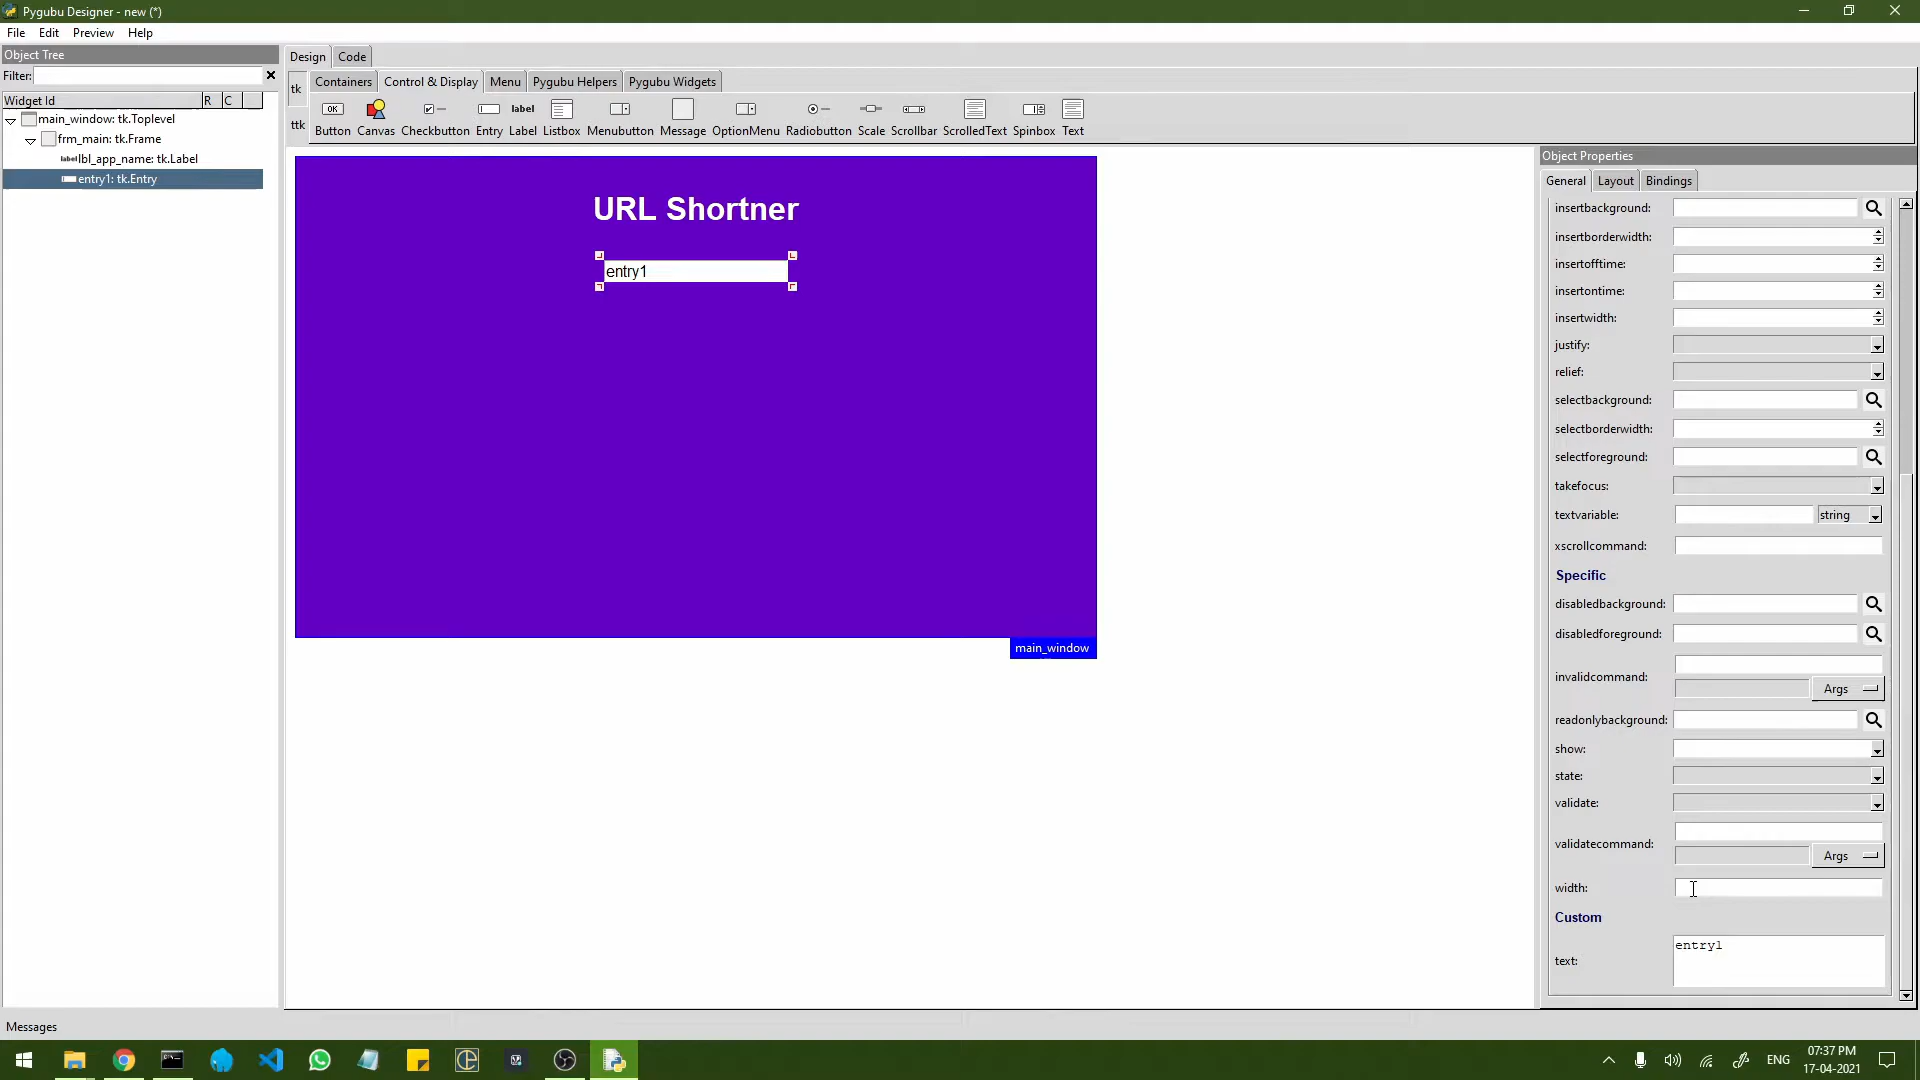 Pygubu Designer - new (*)
File Edit Preview Help
Object Tree
Filter:
Widget Id R C
main_window: tk.Toplevel
frm_main: tk.Frame
label lbl_app_name: tk.Label
entry1: tk.Entry
Design Code
tk Containers Control & Display Menu Pygubu Helpers Pygubu Widgets
ttk
OK label
Button Canvas Checkbutton Entry Label Listbox Menubutton Message OptionMenu Radiobutton Scale Scrollbar ScrolledText Spinbox Text
URL Shortner
entry1
main_window
Object Properties
General Layout Bindings
insertbackground:
insertborderwidth:
insertofftime:
insertontime:
insertwidth:
justify:
relief:
selectbackground:
selectborderwidth:
selectforeground:
takefocus:
textvariable: string
xscrollcommand:
Specific
disabledbackground:
disabledforeground:
invalidcommand:
Args
readonlybackground:
show:
state:
validate:
validatecommand:
Args
width:
Custom
entry1
text:
Messages
ENG
07:37 PM
17-04-2021